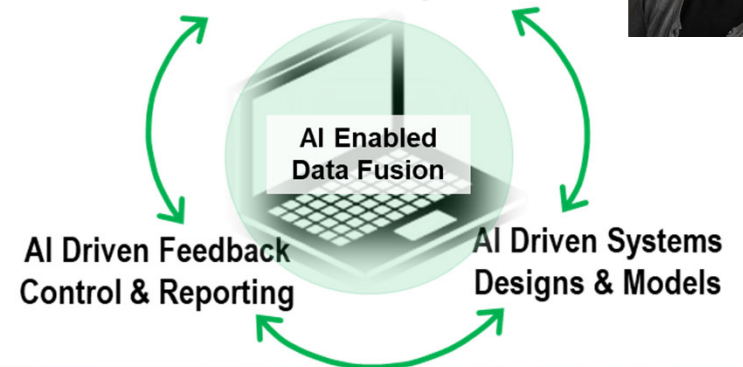 AI Enabled
Data Fusion
AI Driven Feedback
Control & Reporting
AI Driven Systems
Designs & Models